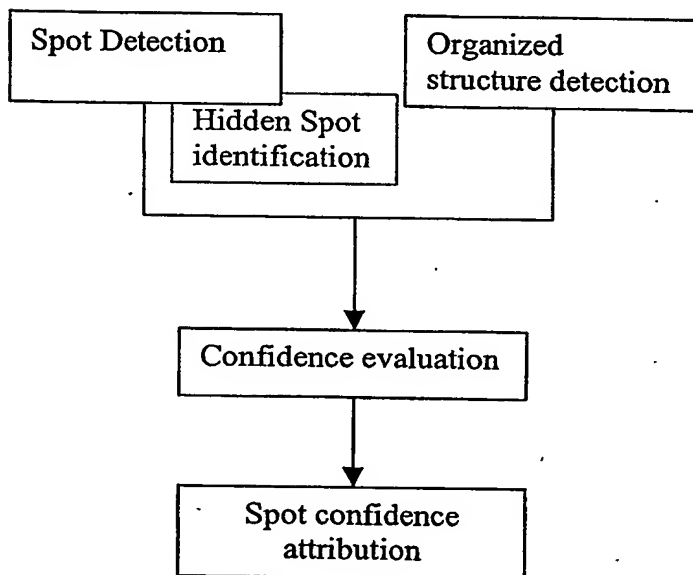 Spot Detection
Organized
structure detection
Hidden Spot
identification
Confidence evaluation
Spot confidence
attribution